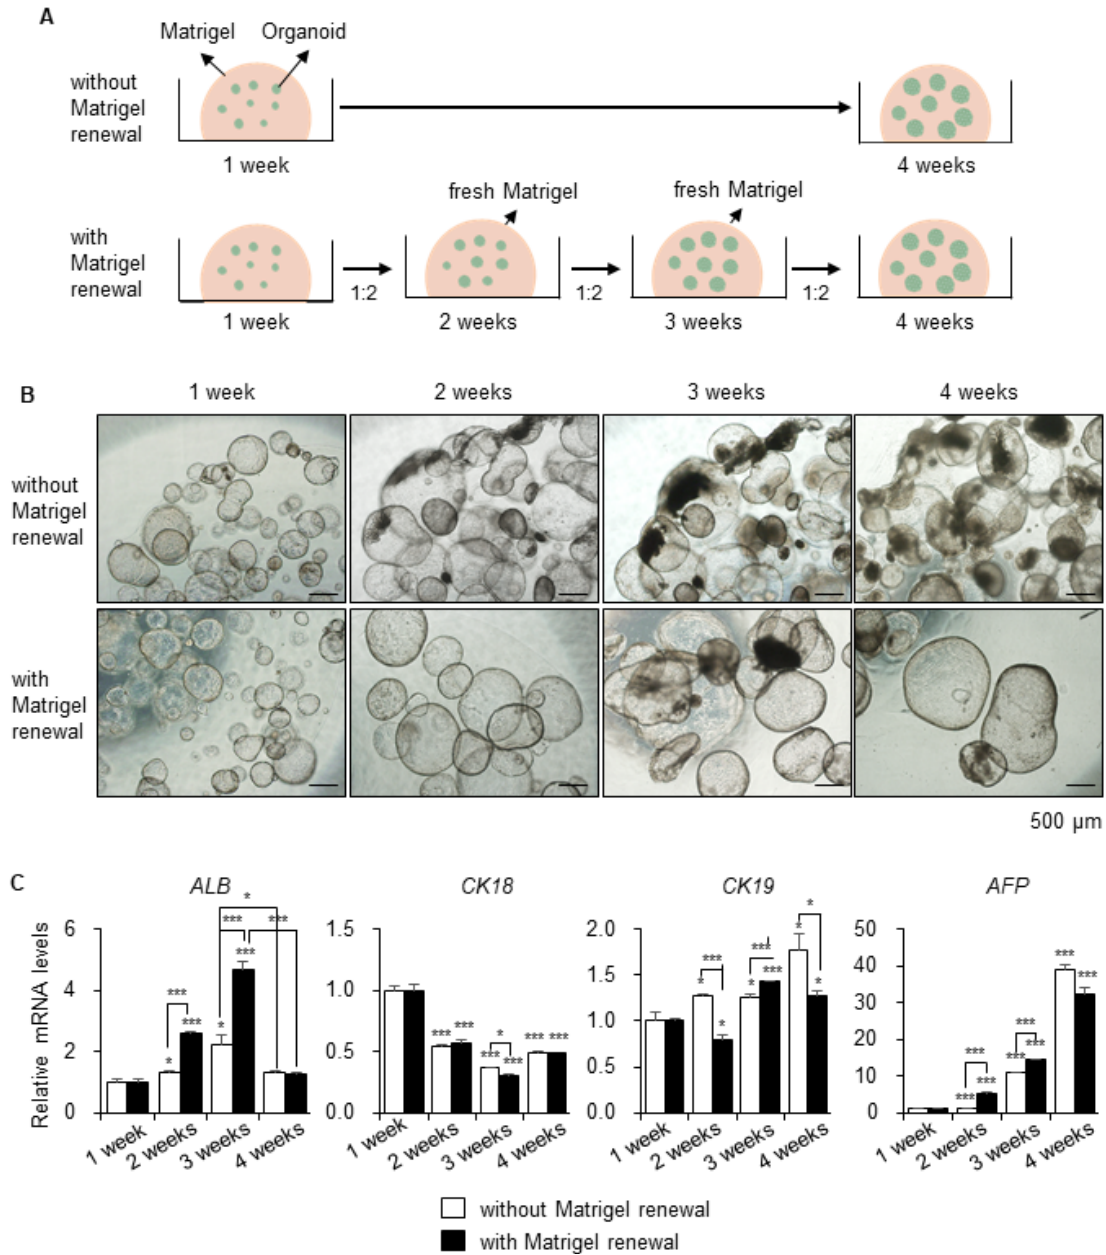 A
Matrigel Organoid
without
Matrigel
renewal
1 week
4 weeks
fresh Matrigel
fresh Matrigel
with
Matrigel
renewal
1:2
1:2
1:2
1 week
2 weeks
3 weeks
4 weeks
B
1 week
2 weeks
3 weeks
4 weeks
without
Matrigel
renewal
with
Matrigel
renewal
500 µm
C
Relative mRNA levels
ALB
6
4
2
0
*
***
***
***
***
***
*
*
1 week
2 weeks
3 weeks
4 weeks
CK18
1.5
1.0
0.5
0.0
*** ***
*
***
***
*** ***
1 week
2 weeks
3 weeks
4 weeks
CK19
2.0
1.5
1.0
0.5
0.0
***
*
*
***
*
***
*
*
*
1 week
2 weeks
3 weeks
4 weeks
AFP
50
40
30
20
10
0
***
***
***
***
***
***
***
***
1 week
2 weeks
3 weeks
4 weeks
without Matrigel renewal
with Matrigel renewal